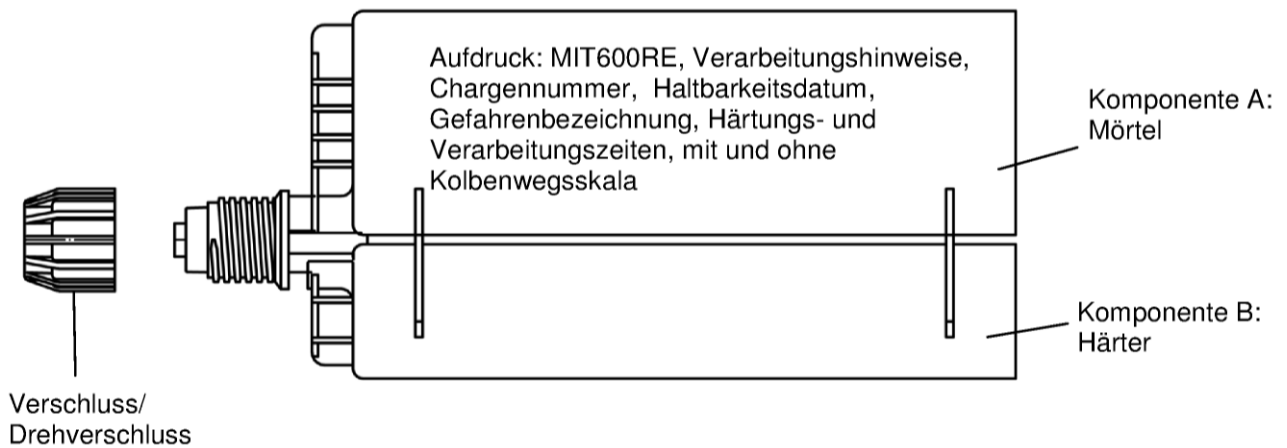 Aufdruck: MIT600RE, Verarbeitungshinweise,
Chargennummer, Haltbarkeitsdatum,
Gefahrenbezeichnung, Härtungs- und
Verarbeitungszeiten, mit und ohne
Kolbenwegsskala
Komponente A:
Mörtel
Komponente B:
Härter
Verschluss/
Drehverschluss